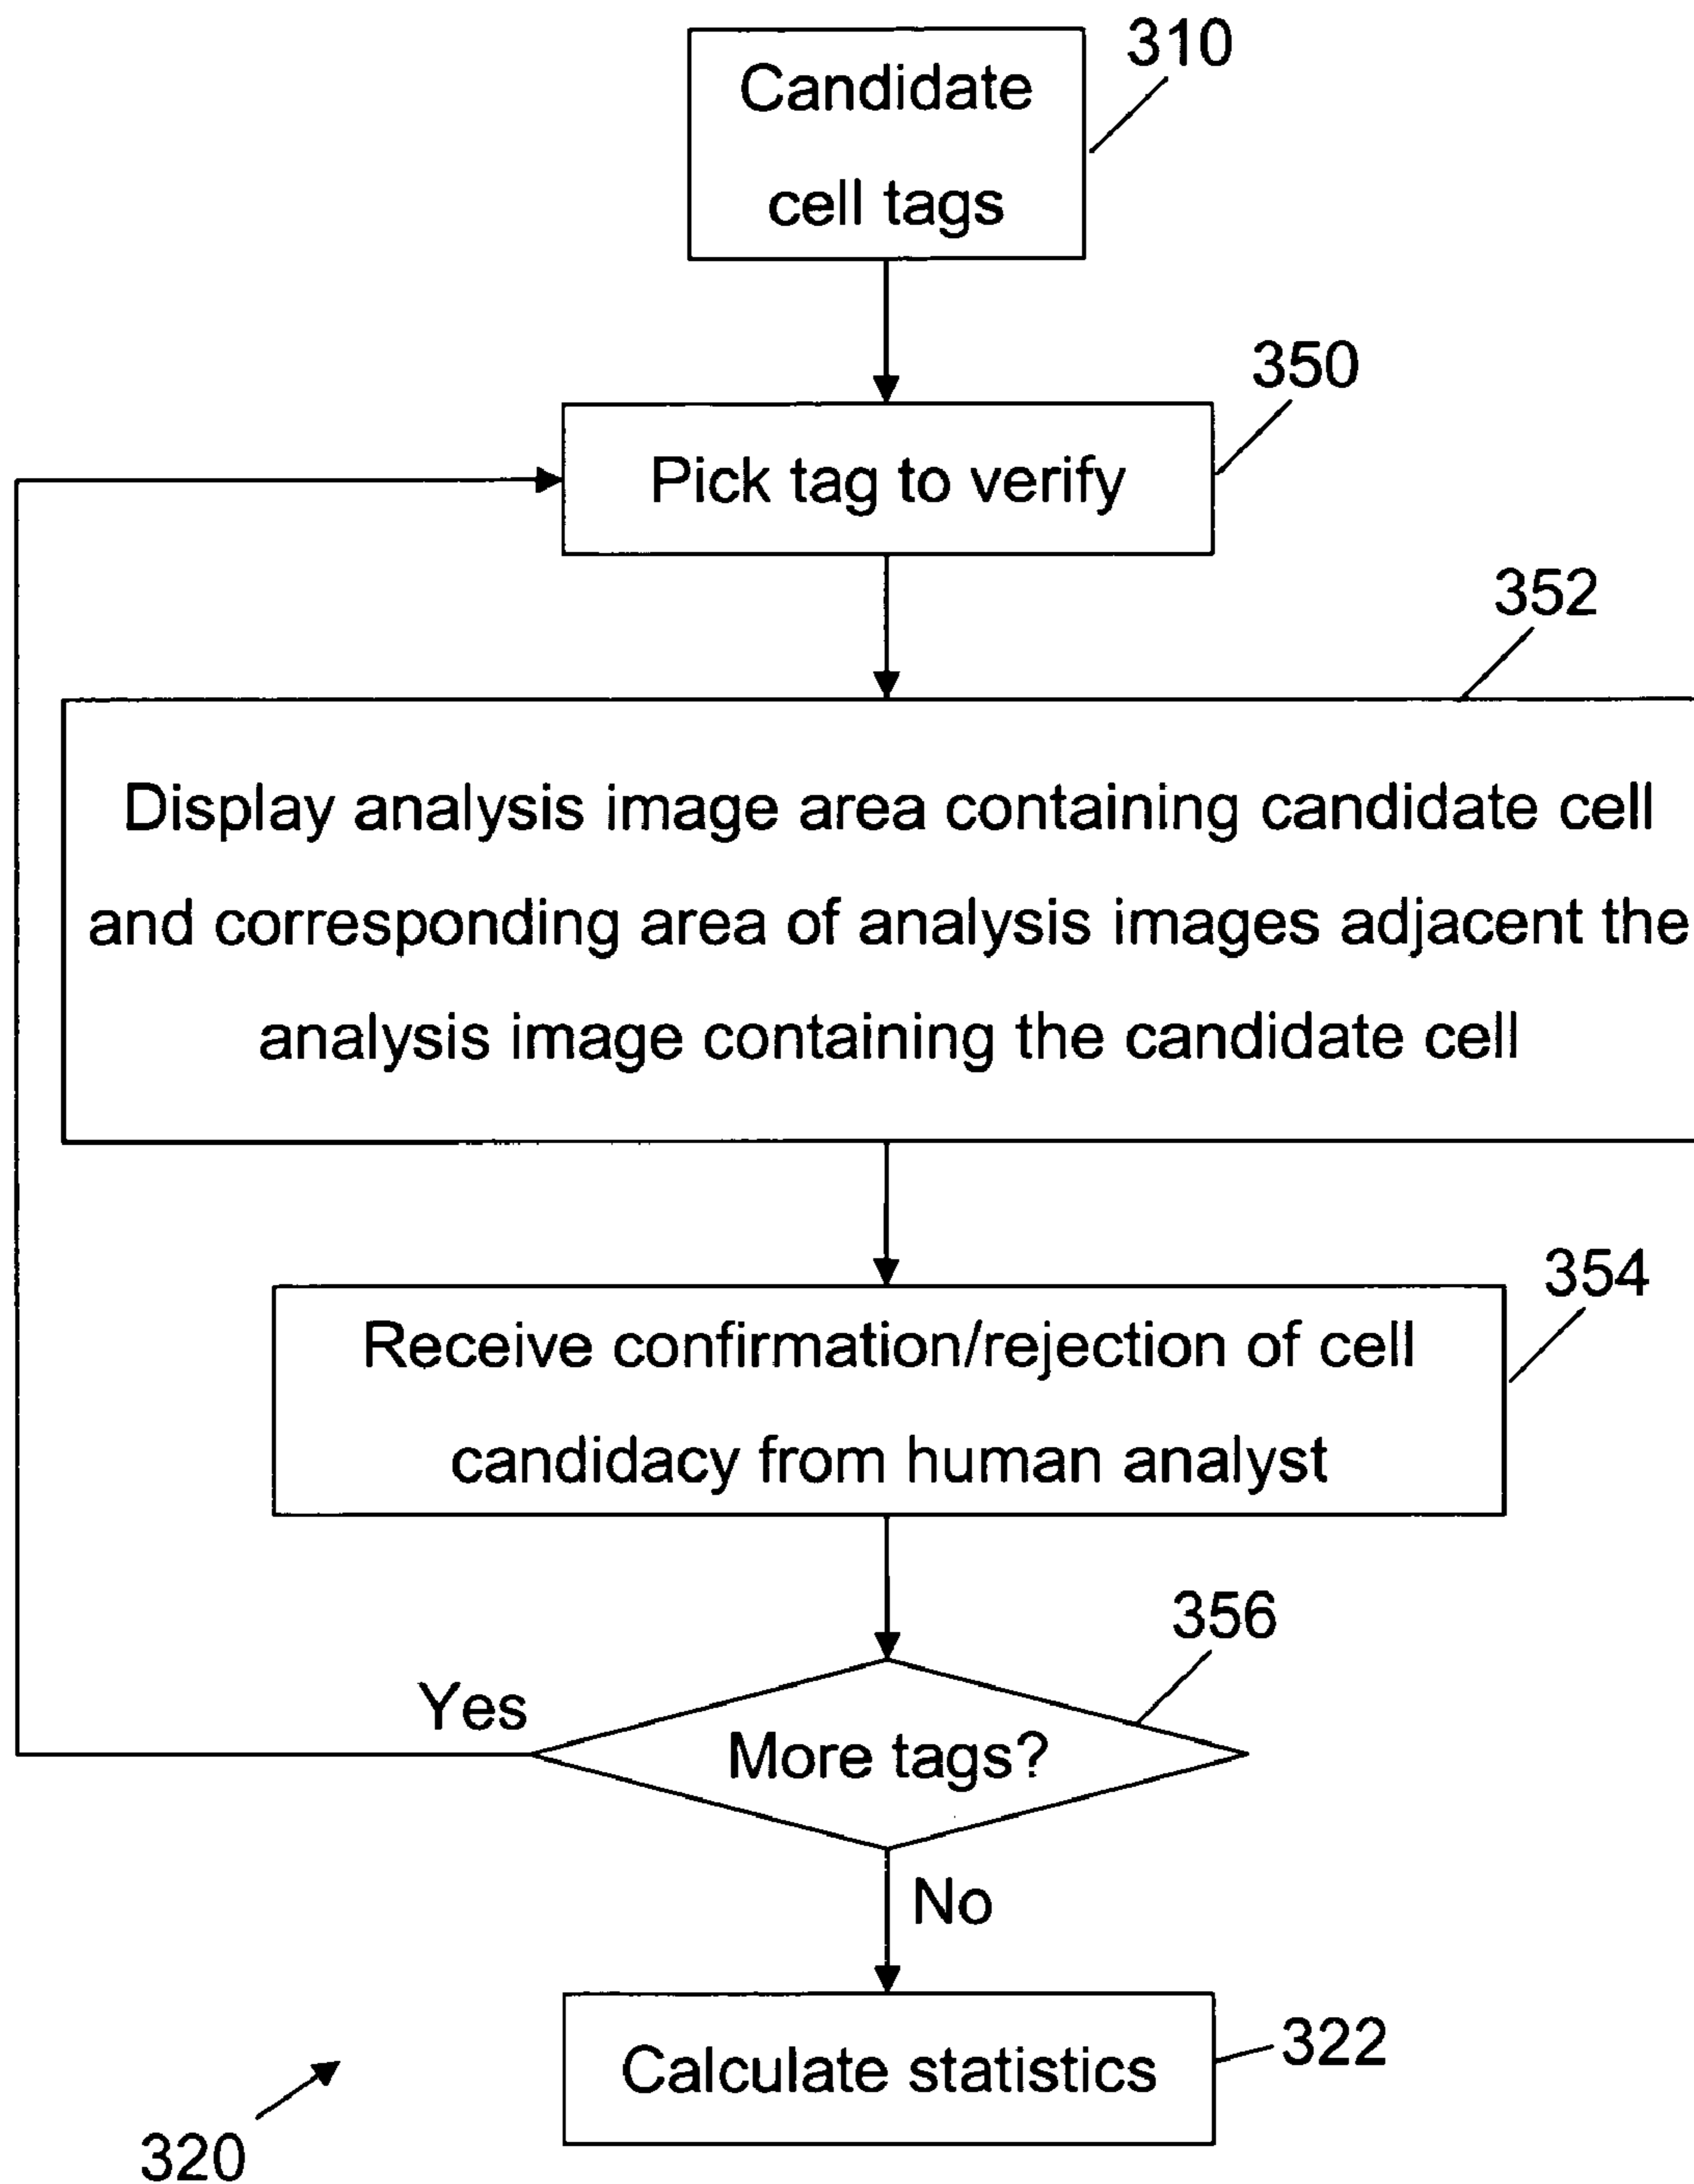 310
Candidate
cell tags
350
Pick tag to verify
352
Display analysis image area containing candidate cell
and corresponding area of analysis images adjacent the
analysis image containing the candidate cell
354
Receive confirmation/rejection of cell
candidacy from human analyst
356
Yes
More tags?
No
322
Calculate statistics
320